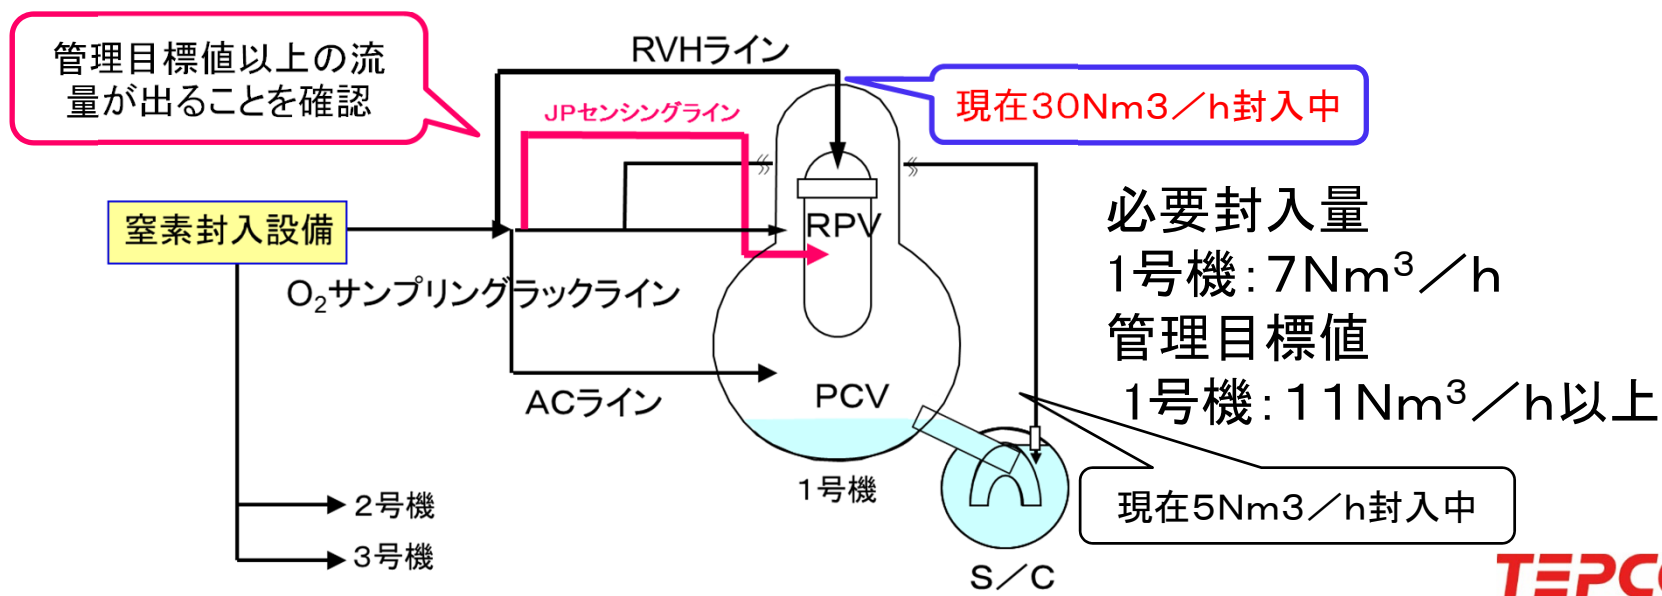 管理目標値以上の流
量が出ることを確認
RVHライン
JPセンシングライン
現在30Nm3／h封入中
窒素封入設備
RPV
O₂サンプリングラックライン
必要封入量
1号機：7Nm³／h
管理目標値
1号機：11Nm³／h以上
ACライン
PCV
1号機
現在5Nm3／h封入中
2号機
3号機
S／C
TEPC